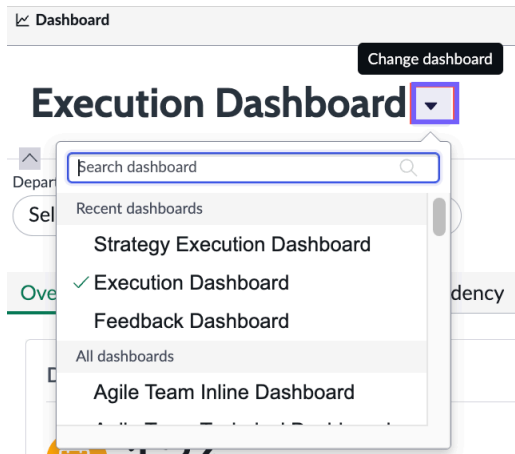 Dashboard
Change dashboard
Execution Dashboard
Search dashboard
Recent dashboards
Strategy Execution Dashboard
Execution Dashboard
Feedback Dashboard
All dashboards
Agile Team Inline Dashboard